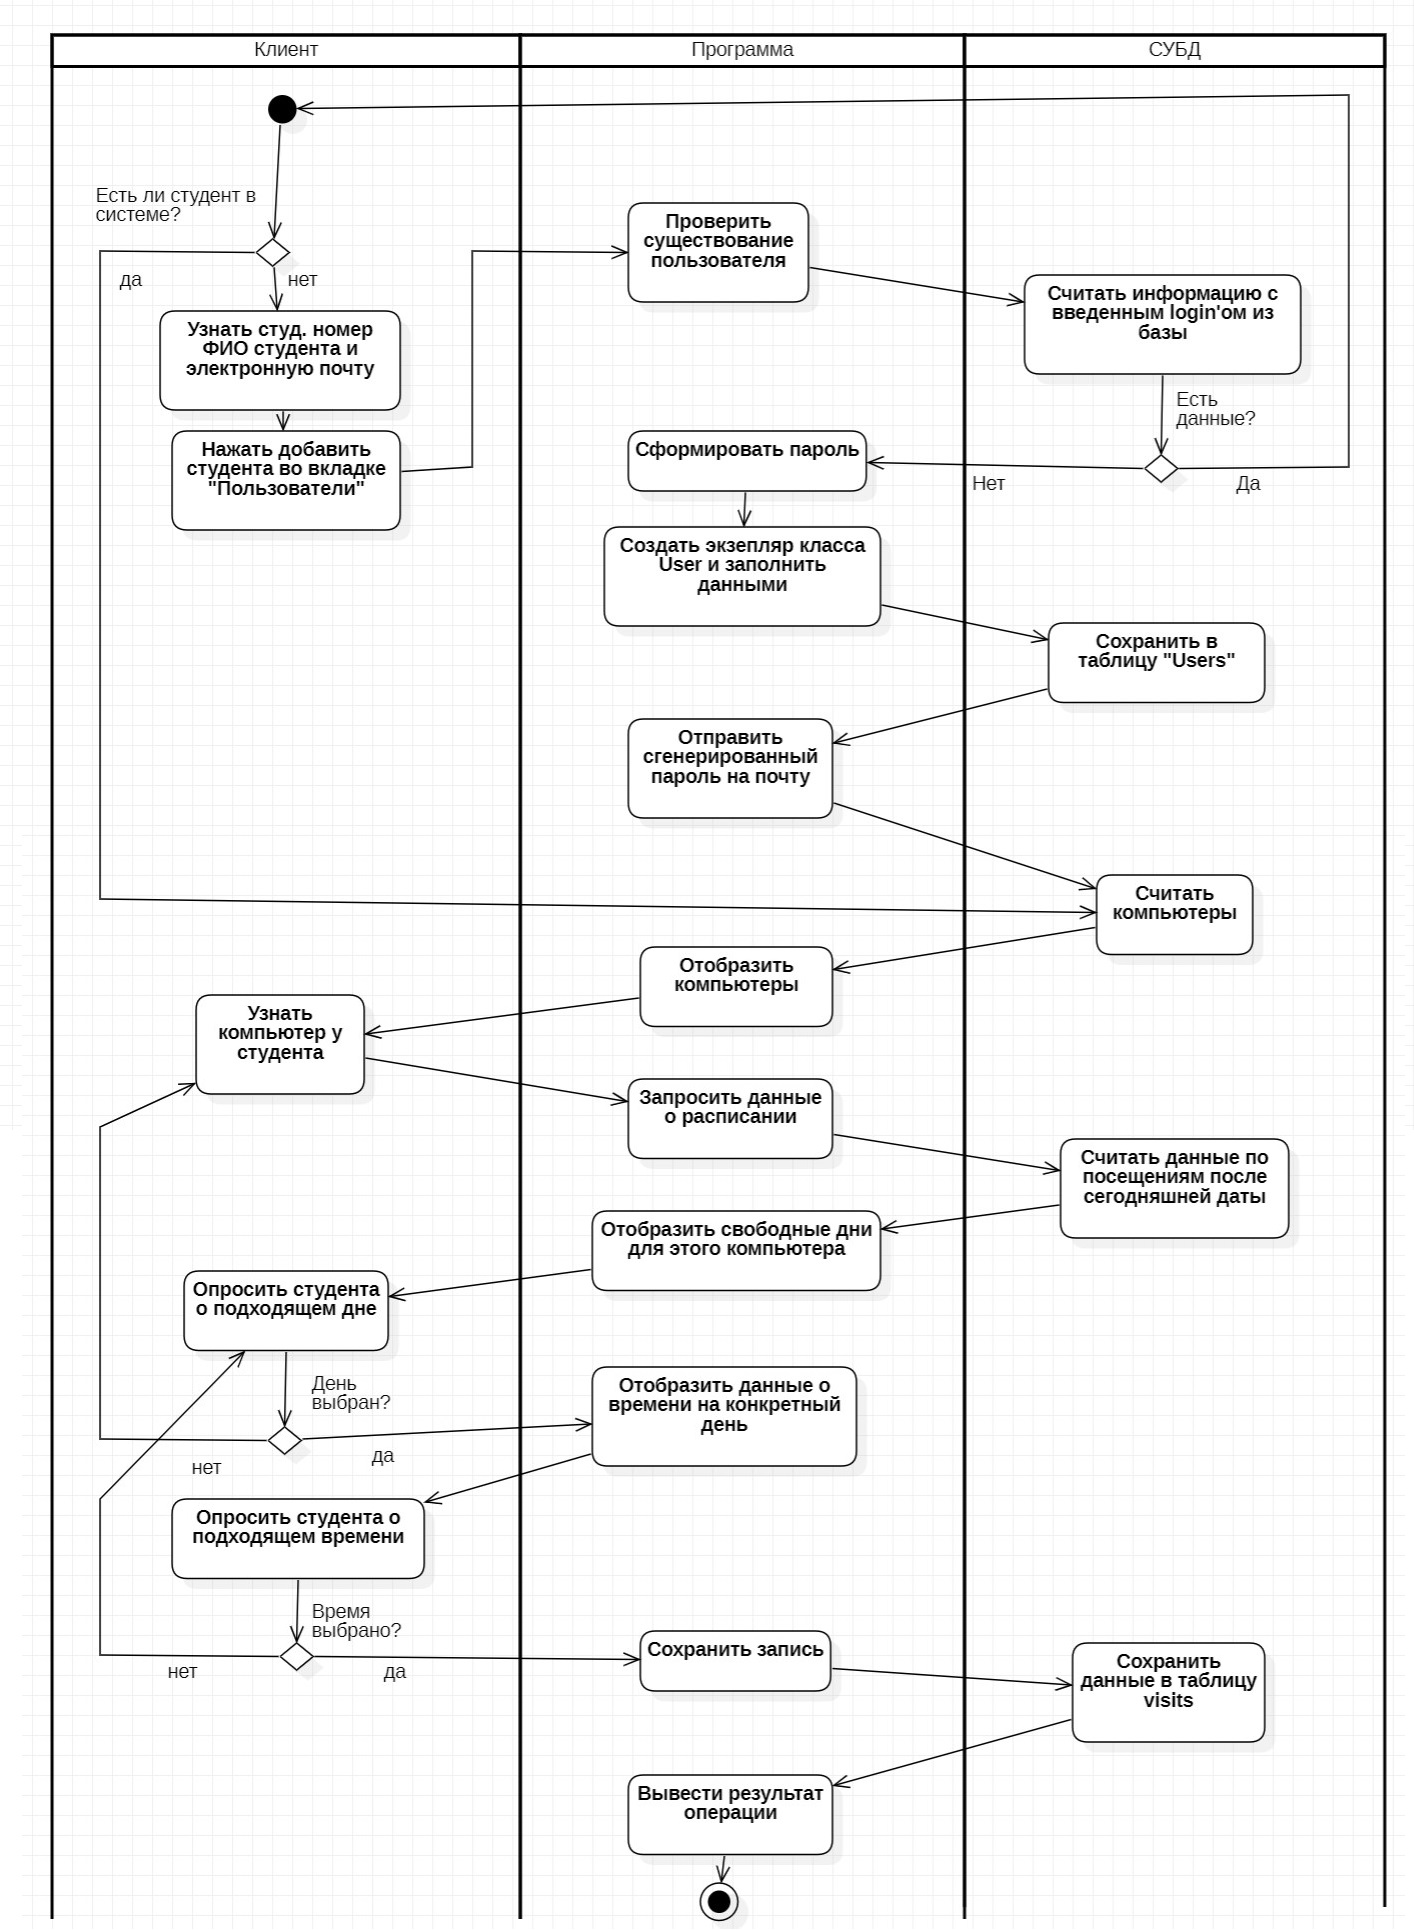 Клиент
Программа
СУБД
Есть ли студент в
системе?
да
нет
Проверить
существование
пользователя
Считать информацию с
введенным login'ом из
базы
Узнать студ. номер
ФИО студента и
электронную почту
Есть
данные?
Нажать добавить
студента во вкладке
"Пользователи"
Сформировать пароль
Нет
Да
Создать экзепляр класса
User и заполнить
данными
Сохранить в
таблицу "Users"
Отправить
сгенерированный
пароль на почту
Считать
компьютеры
Отобразить
компьютеры
Узнать
компьютер у
студента
Запросить данные
о расписании
Считать данные по
посещениям после
сегодняшней даты
Отобразить свободные дни
для этого компьютера
Опросить студента
о подходящем дне
День
выбран?
Отобразить данные о
времени на конкретный
день
нет
да
Опросить студента о
подходящем времени
Время
выбрано?
нет
да
Сохранить запись
Сохранить
данные в таблицу
visits
Вывести результат
операции